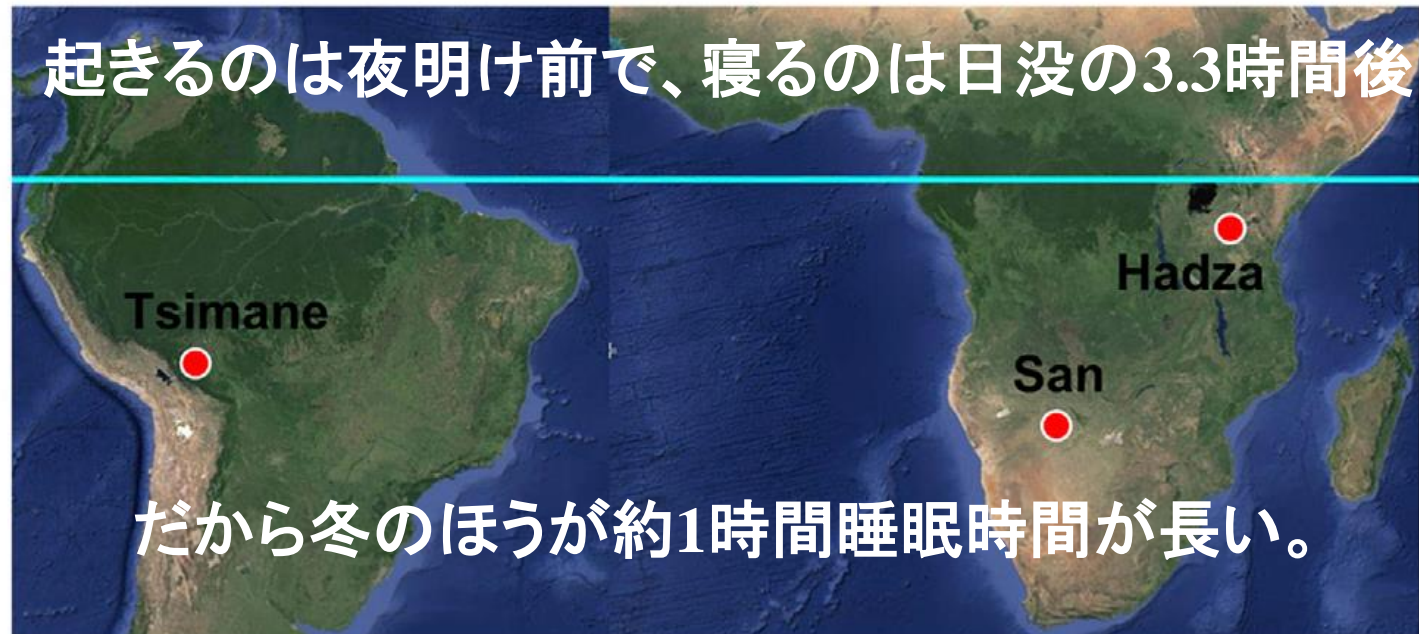 起きるのは夜明け前で、寝るのは日没の3.3時間後
Hadza
Tsimane
San
だから冬のほうが約1時間睡眠時間が長い。